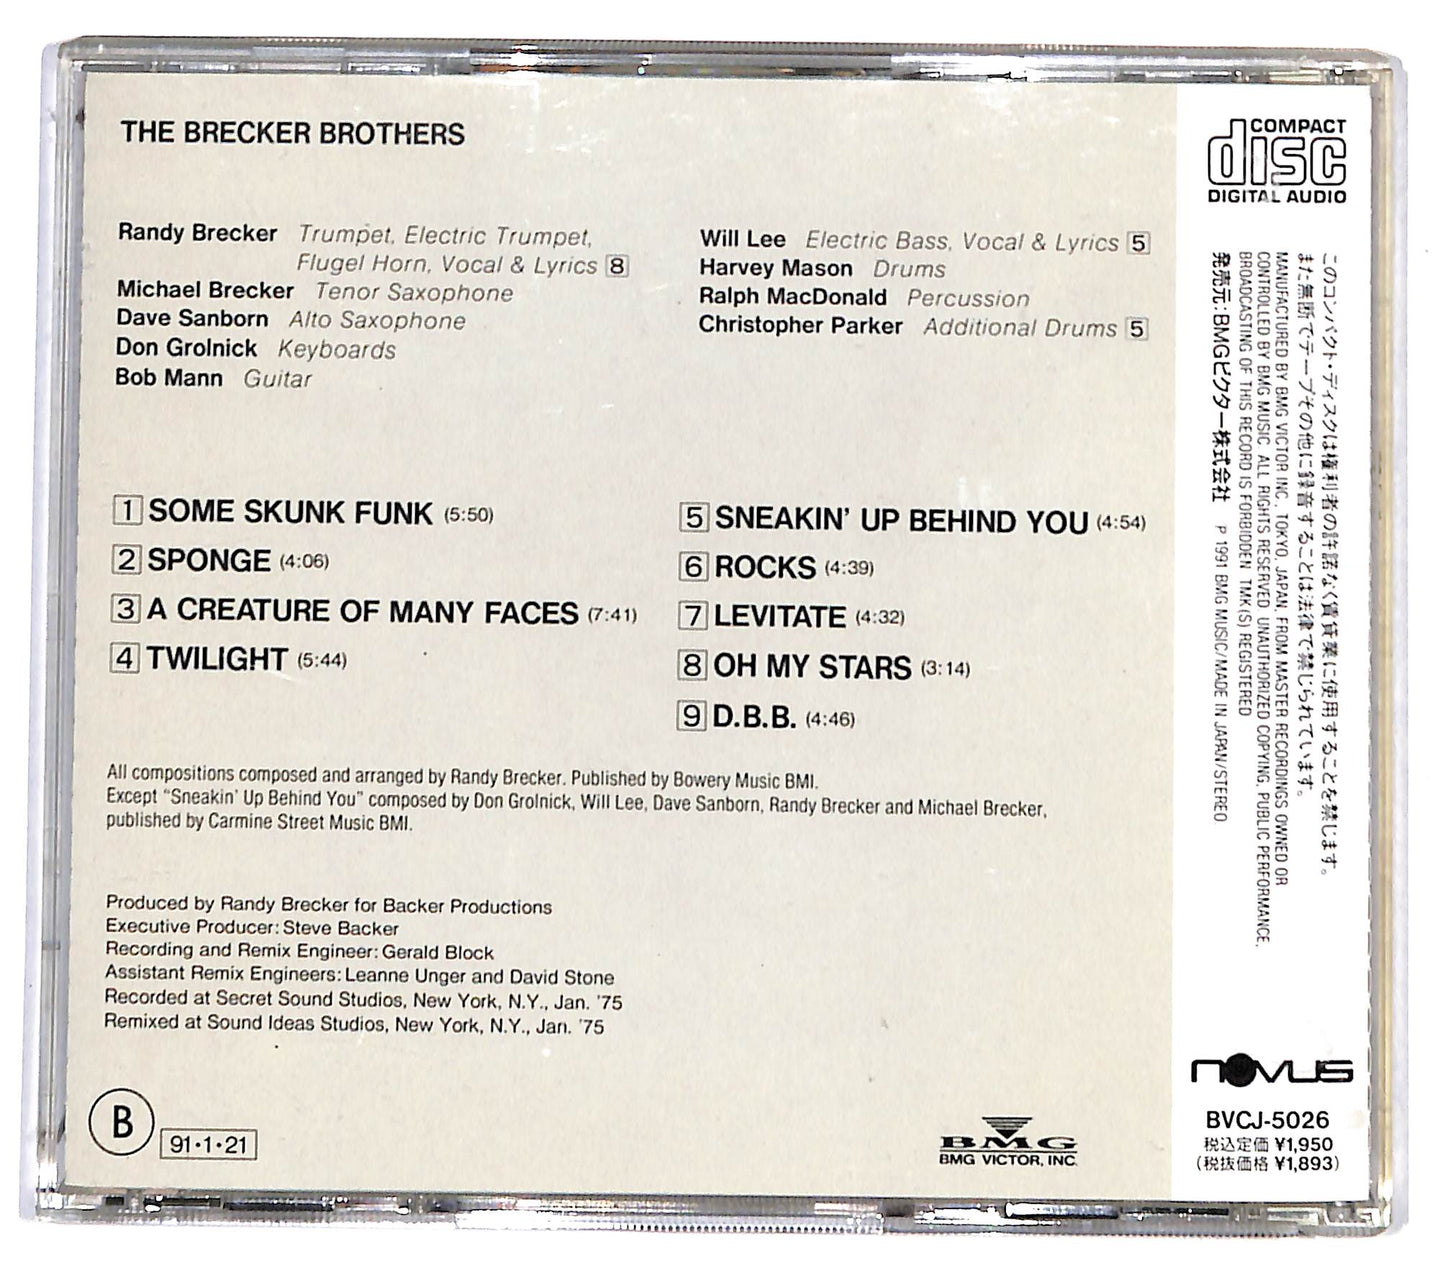 THE BRECKER BROTHERS
Randy Brecker Trumpet, Electric Trumpet,
Flugel Horn, Vocal & Lyrics 8
Michael Brecker Tenor Saxophone
Dave Sanborn Alto Saxophone
Don Grolnick Keyboards
Bob Mann Guitar
Will Lee Electric Bass, Vocal & Lyrics 5
Harvey Mason Drums
Ralph MacDonald Percussion
Christopher Parker Additional Drums 5
1 SOME SKUNK FUNK (5:50)
2 SPONGE (4:06)
3 A CREATURE OF MANY FACES (7:41)
4 TWILIGHT (5:44)
5 SNEAKIN' UP BEHIND YOU (4:54)
6 ROCKS (4:39)
7 LEVITATE (4:32)
8 OH MY STARS (3:14)
9 D.B.B. (4:46)
All compositions composed and arranged by Randy Brecker. Published by Bowery Music BMI.
Except "Sneakin' Up Behind You" composed by Don Grolnick, Will Lee, Dave Sanborn, Randy Brecker and Michael Brecker,
published by Carmine Street Music BMI.
Produced by Randy Brecker for Backer Productions
Executive Producer: Steve Backer
Recording and Remix Engineer: Gerald Block
Assistant Remix Engineers: Leanne Unger and David Stone
Recorded at Secret Sound Studios, New York, N.Y., Jan. '75
Remixed at Sound Ideas Studios, New York, N.Y., Jan. '75
B
91・1・21
BMG
BMG VICTOR, INC.
COMPACT
disc
DIGITAL AUDIO
このコンパクト・ディスクは権利者の許諾なく賃貸業に使用することを禁じます。
また無断でテープその他に録音することは法律で禁じられています。
MANUFACTURED BY BMG VICTOR INC., TOKYO, JAPAN, FROM MASTER RECORDINGS OWNED OR
CONTROLLED BY BMG MUSIC. ALL RIGHTS RESERVED. UNAUTHORIZED COPYING, PUBLIC PERFORMANCE,
BROADCASTING OF THIS RECORD IS FORBIDDEN. TMK(S) REGISTERED
発売元:BMGビクター株式会社 P 1991 BMG MUSIC/MADE IN JAPAN/STEREO
NOVUS
BVCJ-5026
税込定価 ¥1,950
(税抜価格 ¥1,893)